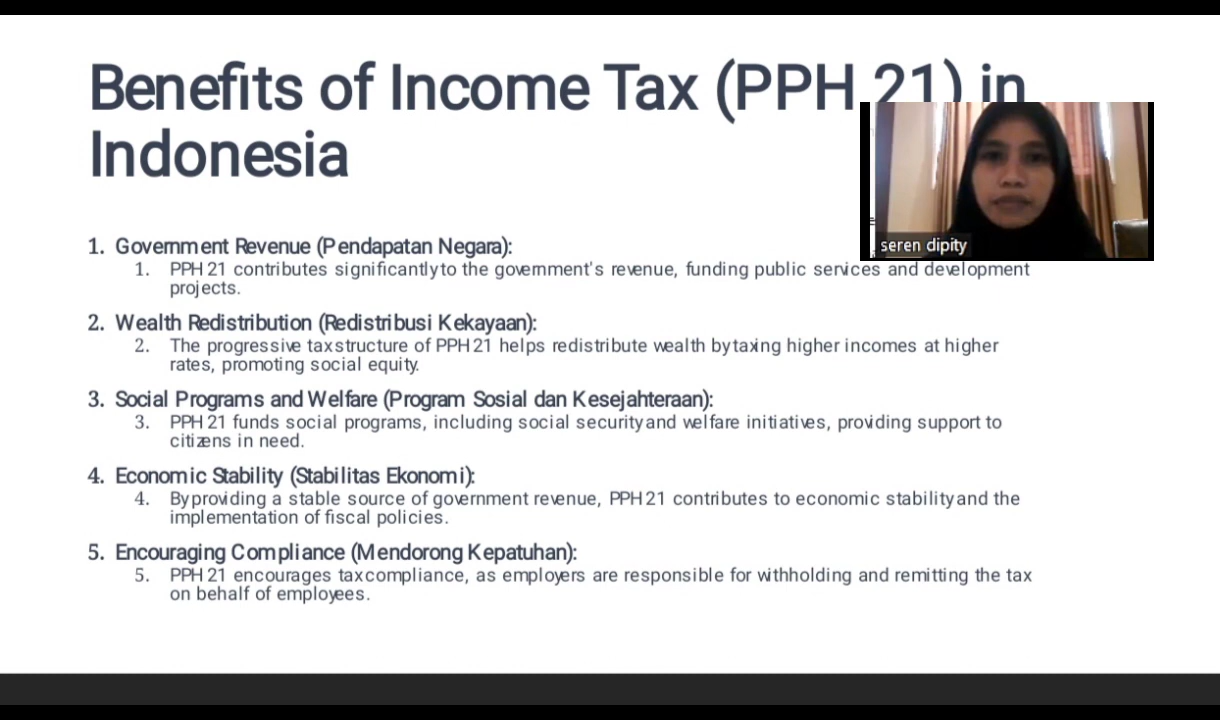 Benefits of Income Tax (PPH 21) in
Indonesia
seren dipity
1. Government Revenue (Pendapatan Negara):
1. PPH 21 contributes significantly to the government's revenue, funding public services and development
projects.
2. Wealth Redistribution (Redistribusi Kekayaan):
2. The progressive tax structure of PPH 21 helps redistribute wealth by taxing higher incomes at higher
rates, promoting social equity.
3. Social Programs and Welfare (Program Sosial dan Kesejahteraan):
3. PPH 21 funds social programs, including social security and welfare initiatives, providing support to
citizens in need.
4. Economic Stability (Stabilitas Ekonomi):
4. By providing a stable source of government revenue, PPH 21 contributes to economic stability and the
implementation of fiscal policies.
5. Encouraging Compliance (Mendorong Kepatuhan):
5. PPH 21 encourages tax compliance, as employers are responsible for withholding and remitting the tax
on behalf of employees.